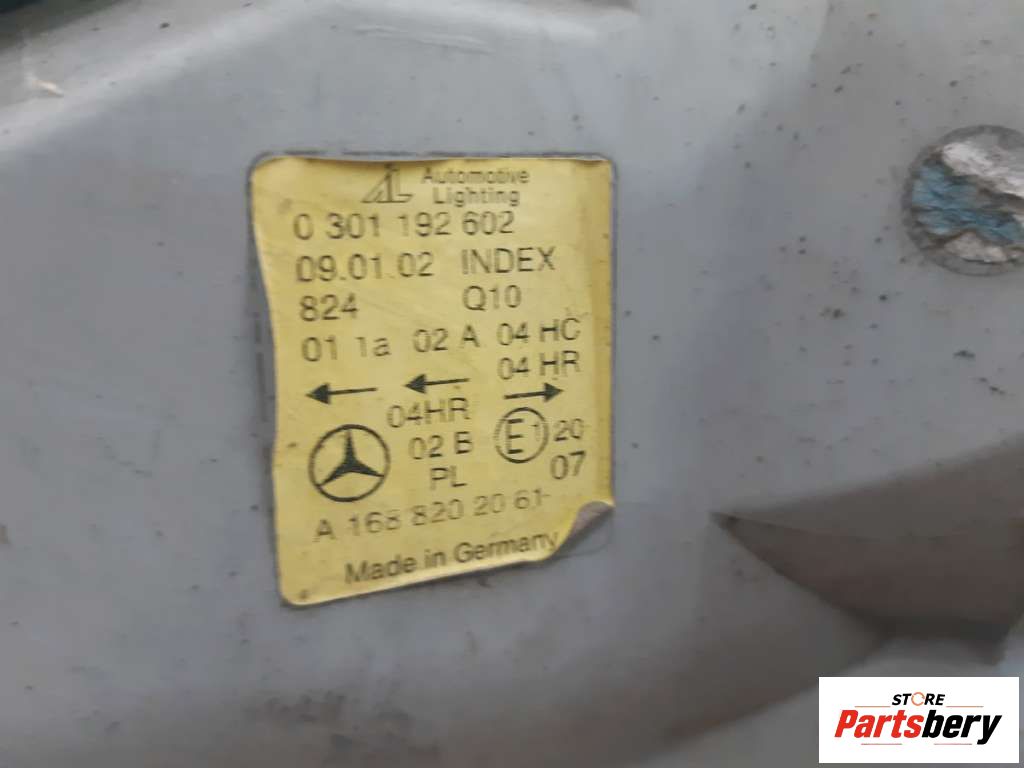 AL Automotive
Lighting
0 301 192 602
09.01.02 INDEX
824 Q10
01 1a 02 A 04 HC
04 HR
04HR
02 B E1 20
PL 07
A 168 820 20 61
Made in Germany
STORE
Partsbery